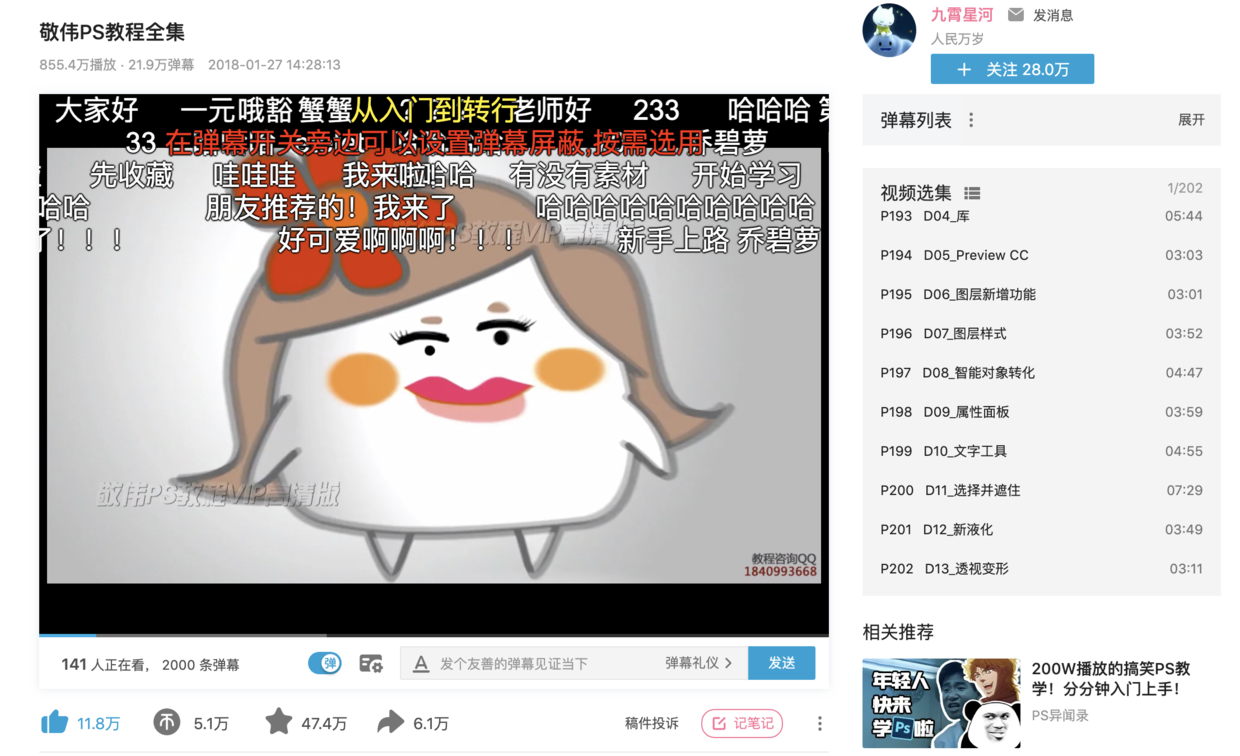 敬伟PS教程全集
855.4万播放 · 21.9万弹幕 2018-01-27 14:28:13
大家好 一元哦豁 蟹蟹 从入门到转行 老师好 233 哈哈哈 第
33 在弹幕开关旁边可以设置弹幕屏蔽,按需选用 乔碧萝
先收藏 哇哇哇 我来啦! 哈哈 有没有素材 开始学习
哈哈 朋友推荐的! 我来了 哈哈哈哈哈哈哈哈哈哈
了!!! 好可爱啊啊啊!!! 新手上路 乔碧萝
敬伟PS教程VIP高清版
教程咨询QQ
1840993668
141 人正在看, 2000 条弹幕
弹
A 发个友善的弹幕见证当下 弹幕礼仪 > 发送
11.8万 币 5.1万 47.4万 6.1万 稿件投诉 记笔记
九霄星河 发消息
人民万岁
+ 关注 28.0万
弹幕列表 展开
视频选集 1/202
P193 D04_库 05:44
P194 D05_Preview CC 03:03
P195 D06_图层新增功能 03:01
P196 D07_图层样式 03:52
P197 D08_智能对象转化 04:47
P198 D09_属性面板 03:59
P199 D10_文字工具 04:55
P200 D11_选择并遮住 07:29
P201 D12_新液化 03:49
P202 D13_透视变形 03:11
相关推荐
年轻人
快来
学Ps啦
200W播放的搞笑PS教
学!分分钟入门上手!
PS异闻录